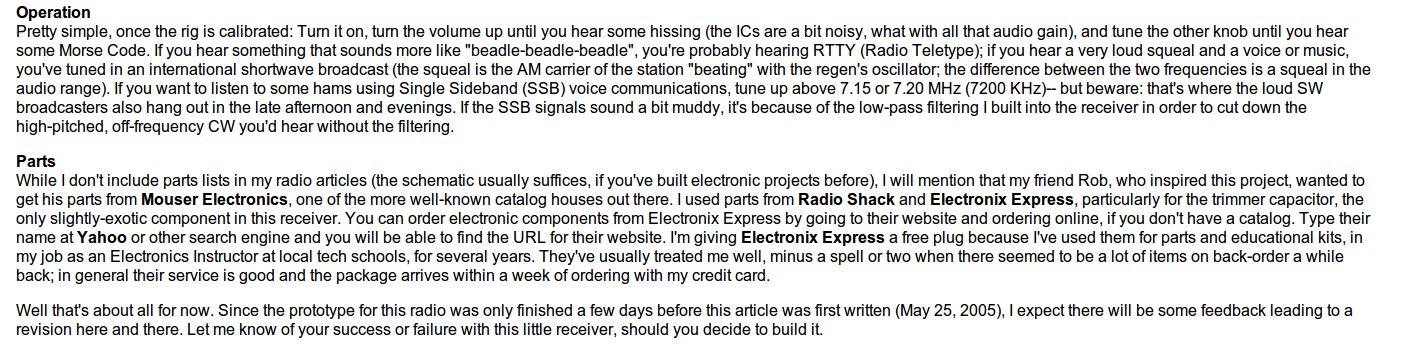 Operation
Pretty simple, once the rig is calibrated: Turn it on, turn the volume up until you hear some hissing (the ICs are a bit noisy, what with all that audio gain), and tune the other knob until you hear
some Morse Code. If you hear something that sounds more like "beadle-beadle-beadle", you're probably hearing RTTY (Radio Teletype); if you hear a very loud squeal and a voice or music,
you've tuned in an international shortwave broadcast (the squeal is the AM carrier of the station "beating" with the regen's oscillator; the difference between the two frequencies is a squeal in the
audio range). If you want to listen to some hams using Single Sideband (SSB) voice communications, tune up above 7.15 or 7.20 MHz (7200 KHz)-- but beware: that's where the loud SW
broadcasters also hang out in the late afternoon and evenings. If the SSB signals sound a bit muddy, it's because of the low-pass filtering I built into the receiver in order to cut down the
high-pitched, off-frequency CW you'd hear without the filtering.
Parts
While I don't include parts lists in my radio articles (the schematic usually suffices, if you've built electronic projects before), I will mention that my friend Rob, who inspired this project, wanted to
get his parts from Mouser Electronics, one of the more well-known catalog houses out there. I used parts from Radio Shack and Electronix Express, particularly for the trimmer capacitor, the
only slightly-exotic component in this receiver. You can order electronic components from Electronix Express by going to their website and ordering online, if you don't have a catalog. Type their
name at Yahoo or other search engine and you will be able to find the URL for their website. I'm giving Electronix Express a free plug because I've used them for parts and educational kits, in
my job as an Electronics Instructor at local tech schools, for several years. They've usually treated me well, minus a spell or two when there seemed to be a lot of items on back-order a while
back; in general their service is good and the package arrives within a week of ordering with my credit card.
Well that's about all for now. Since the prototype for this radio was only finished a few days before this article was first written (May 25, 2005), I expect there will be some feedback leading to a
revision here and there. Let me know of your success or failure with this little receiver, should you decide to build it.